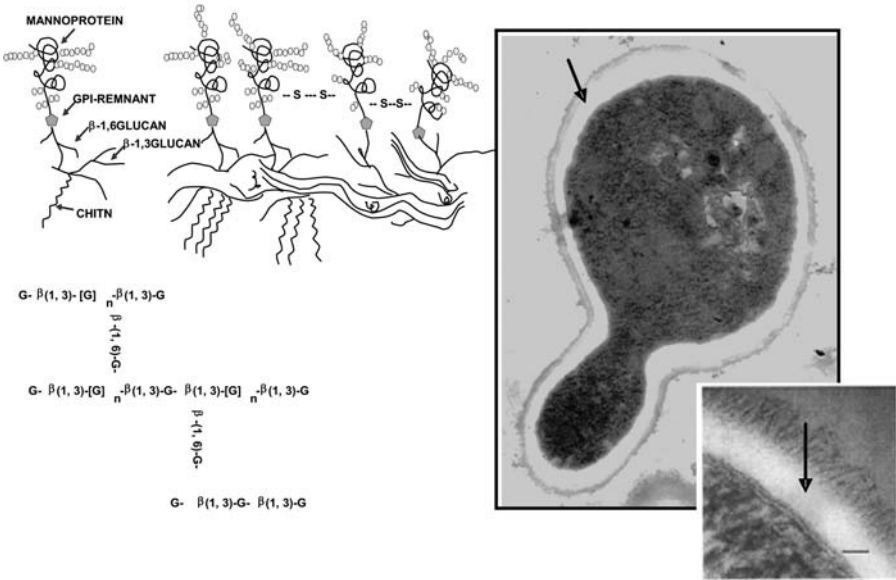 MANNOPROTEIN
-- S --- S--
-- S--S--
GPI-REMNANT
β-1,6GLUCAN
β-1,3GLUCAN
CHITN
G- β(1, 3)- [G] n-β(1, 3)-G
β -(1, 6)-G-
G- β(1, 3)-[G] n-β(1, 3)-G- β(1, 3)-[G] n-β(1, 3)-G
β -(1, 6)-G-
G- β(1, 3)-G- β(1, 3)-G